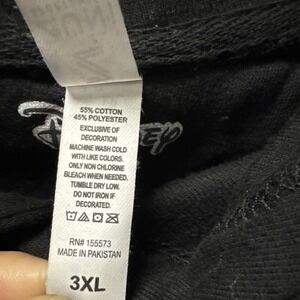 55% COTTON
45% POLYESTER
EXCLUSIVE OF
DECORATION
MACHINE WASH COLD
WITH LIKE COLORS.
ONLY NON CHLORINE
BLEACH WHEN NEEDED.
TUMBLE DRY LOW.
DO NOT IRON IF
DECORATED.
RN# 155573
MADE IN PAKISTAN
3XL